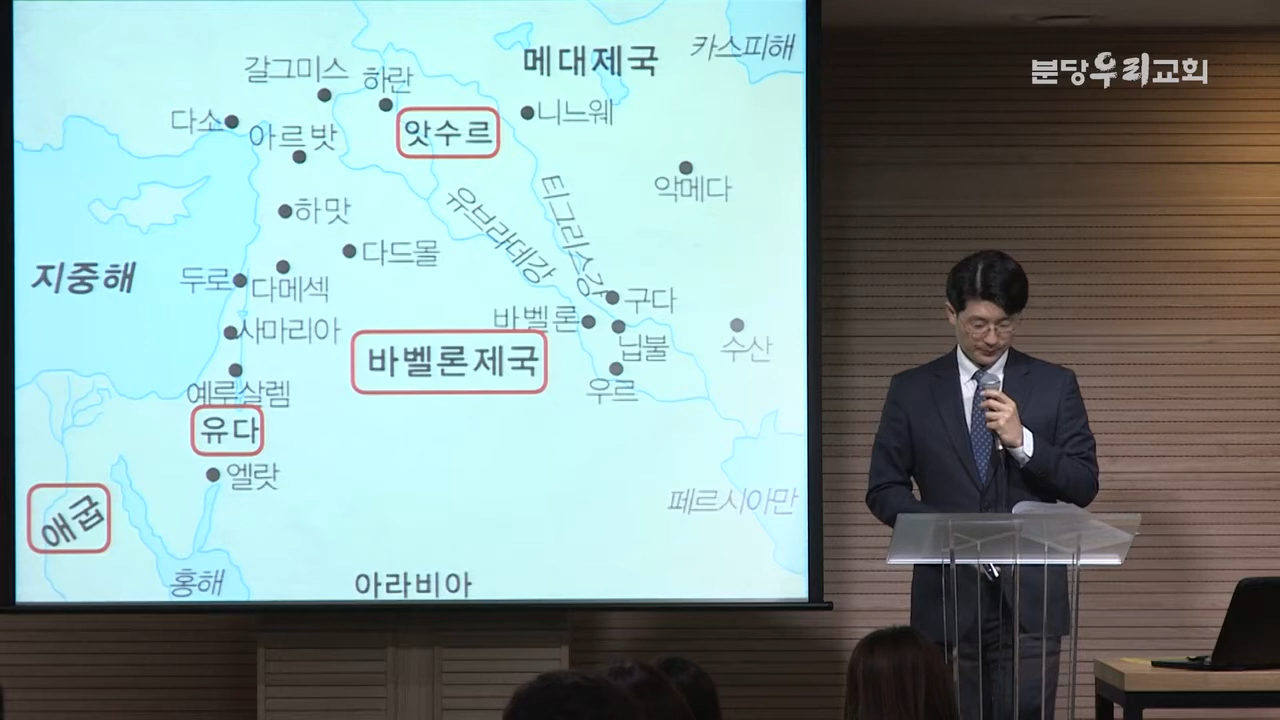 분당우리교회
카스피해
메대제국
갈그미스
하란
니느웨
다소
앗수르
아르밧
악메다
유브라데강
티그리스강
하맛
다드몰
지중해
두로
다메섹
구다
바벨론
사마리아
닙불
수산
바벨론제국
우르
예루살렘
유다
엘랏
페르시아만
애굽
홍해
아라비아